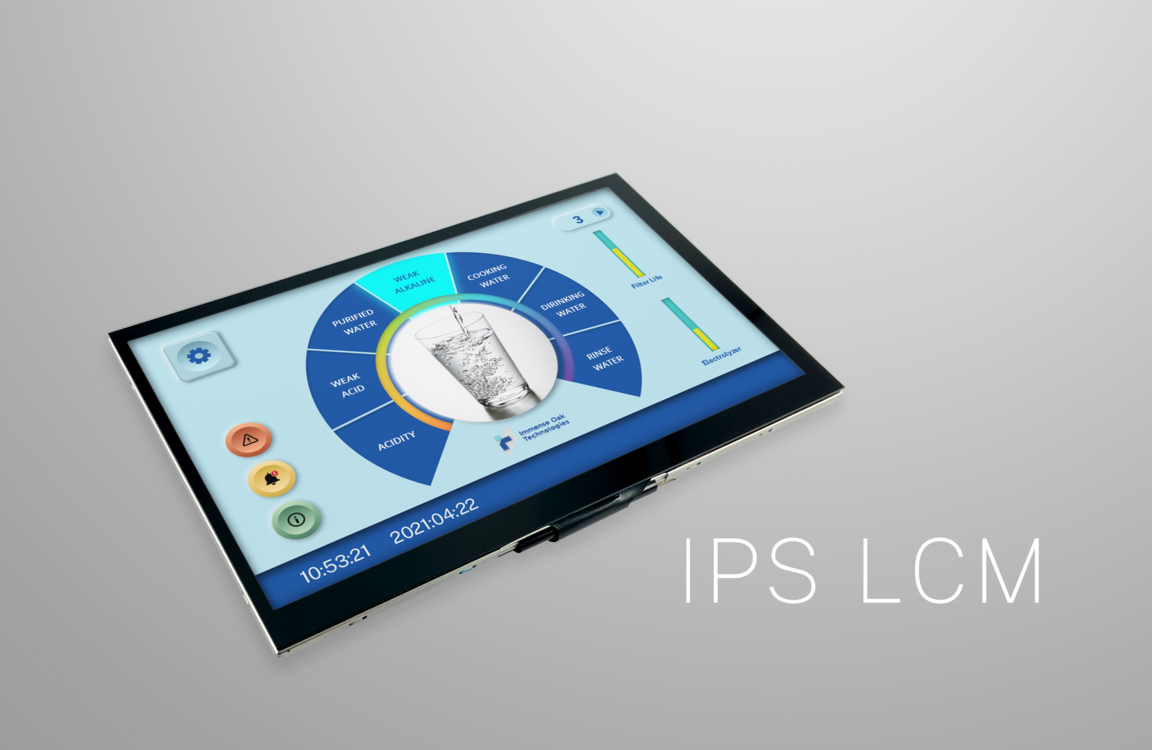 3
Filter Life
Electrolyzer
WEAK
ALKALINE
COOKING
WATER
PURIFIED
WATER
DIRINKING
WATER
WEAK
ACID
RINSE
WATER
ACIDITY
Immense Oak
Technologies
10:53:21 2021:04:22
IPS LCM